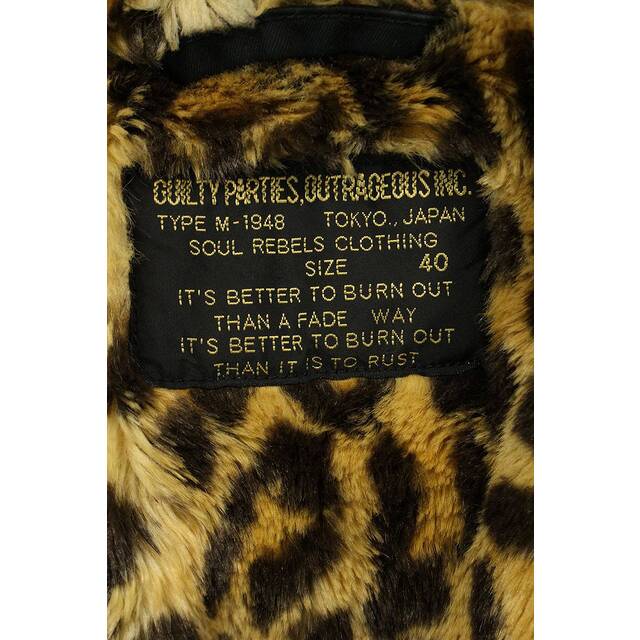 GUILTY PARTIES, OUTRAGEOUS INC.
TYPE M-1948 TOKYO., JAPAN
SOUL REBELS CLOTHING
SIZE 40
IT'S BETTER TO BURN OUT
THAN A FADE WAY
IT'S BETTER TO BURN OUT
THAN IT IS TO RUST